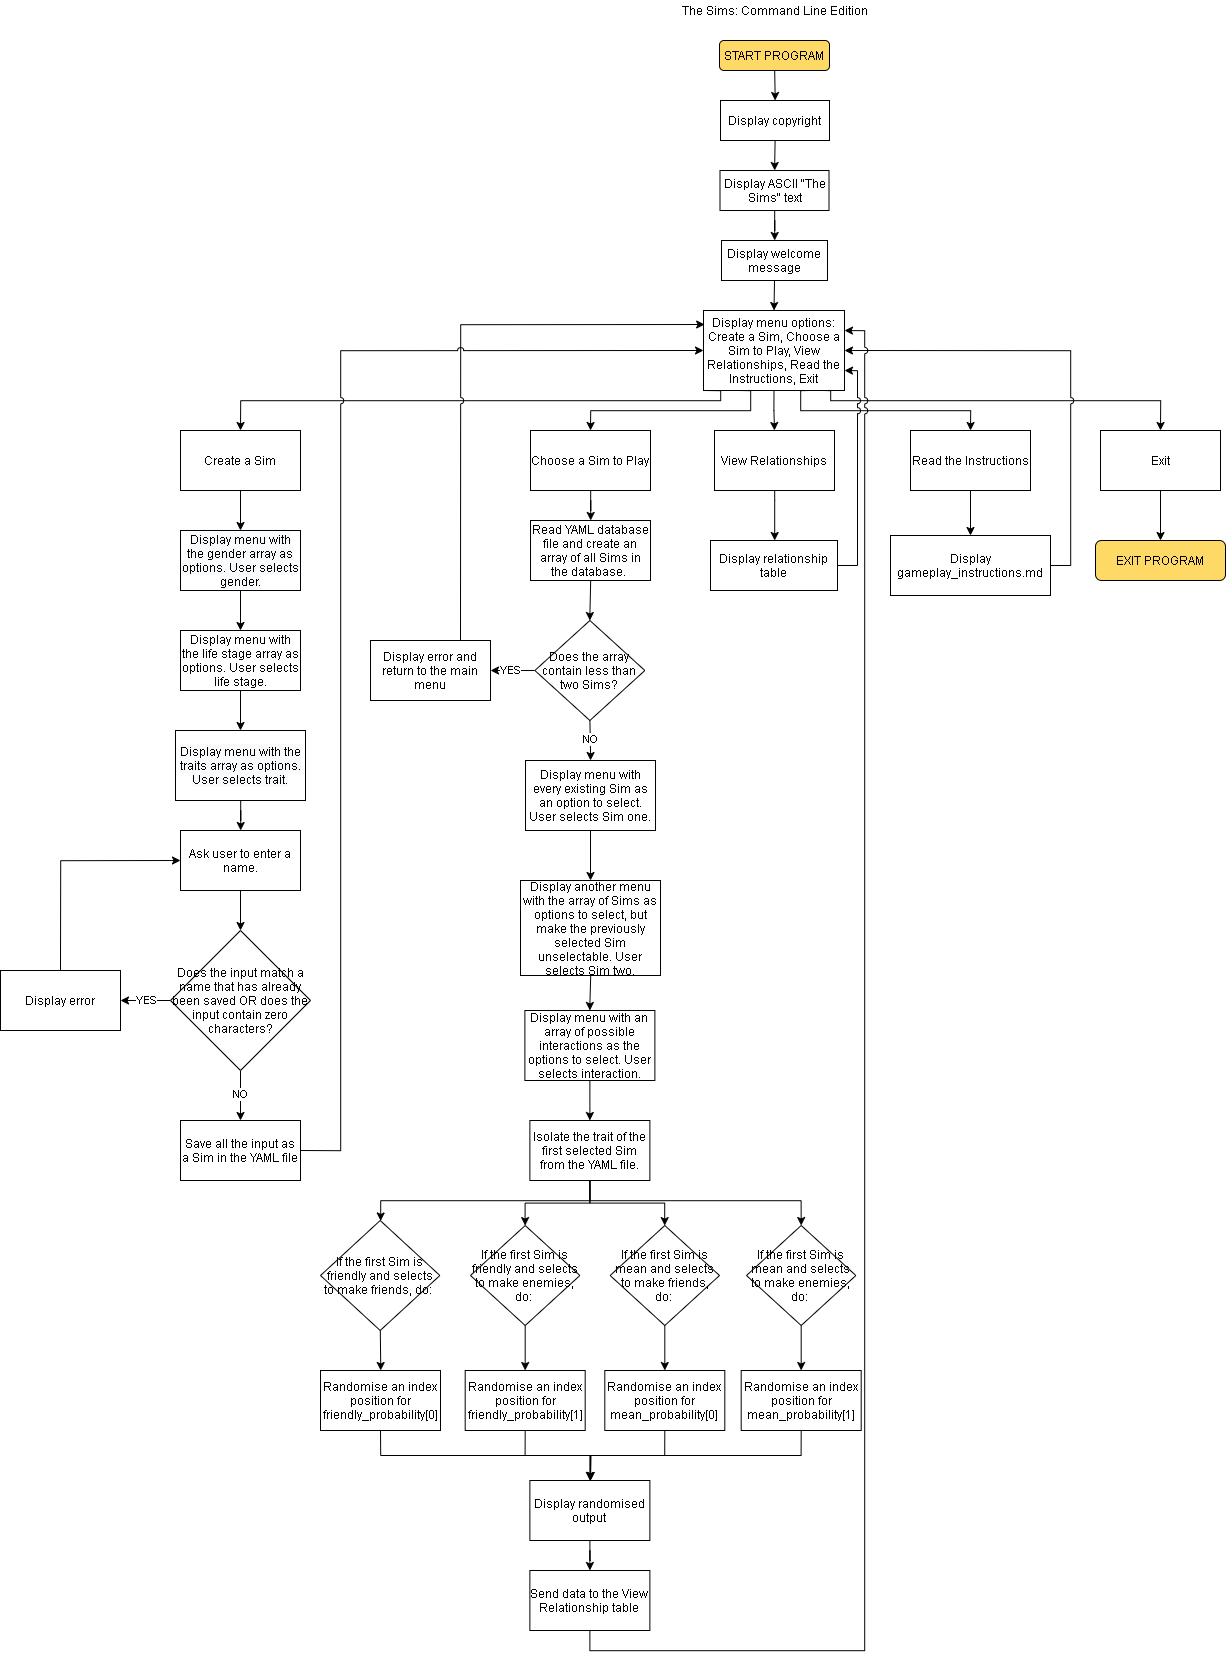 The Sims: Command Line Edition
START PROGRAM
Display copyright
Display ASCII "The
Sims" text
Display welcome
message
Display menu options:
Create a Sim, Choose a
Sim to Play, View
Relationships, Read the
Instructions, Exit
Create a Sim
Choose a Sim to Play
View Relationships
Read the Instructions
Exit
Display menu with
the gender array as
options. User selects
gender.
Read YAML database
file and create an
array of all Sims in
the database.
Display relationship
table
Display
gameplay_instructions.md
EXIT PROGRAM
Display menu with
the life stage array as
options. User selects
life stage.
Display error and
return to the main
menu
YES
Does the array
contain less than
two Sims?
NO
Display menu with the
traits array as options.
User selects trait.
Display menu with
every existing Sim as
an option to select.
User selects Sim one.
Ask user to enter a
name.
Display another menu
with the array of Sims as
options to select, but
make the previously
selected Sim
unselectable. User
selects Sim two.
Display error
YES
Does the input match a
name that has already
been saved OR does the
input contain zero
characters?
NO
Display menu with an
array of possible
interactions as the
options to select. User
selects interaction.
Save all the input as
a Sim in the YAML file
Isolate the trait of the
first selected Sim
from the YAML file.
If the first Sim is
friendly and selects
to make friends, do:
If the first Sim is
friendly and selects
to make enemies,
do:
If the first Sim is
mean and selects
to make friends,
do:
If the first Sim is
mean and selects
to make enemies,
do:
Randomise an index
position for
friendly_probability[0]
Randomise an index
position for
friendly_probability[1]
Randomise an index
position for
mean_probability[0]
Randomise an index
position for
mean_probability[1]
Display randomised
output
Send data to the View
Relationship table